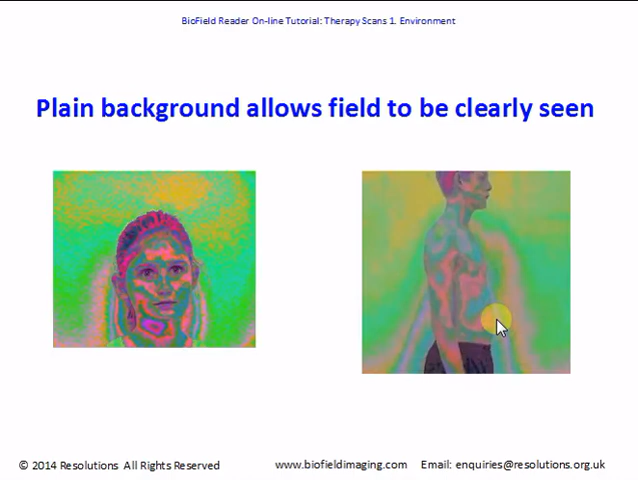 BioField Reader On-line Tutorial: Therapy Scans 1. Environment
Plain background allows field to be clearly seen
© 2014 Resolutions All Rights Reserved www.biofieldimaging.com Email: enquiries@resolutions.org.uk